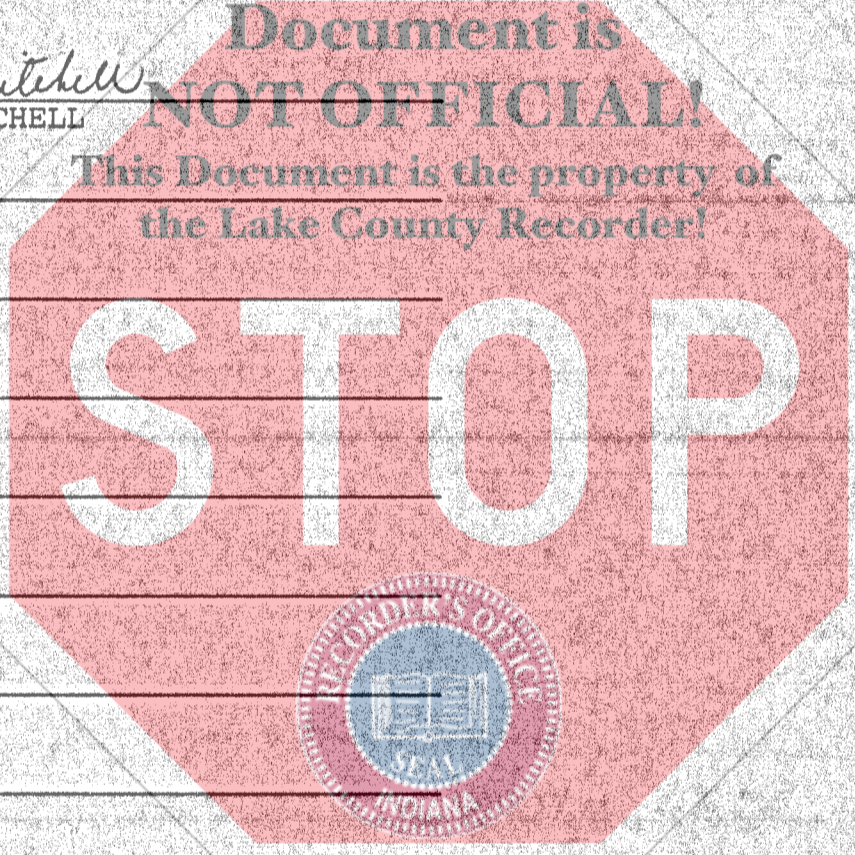 Document is
NOT OFFICIAL!
CHELL
This Document is the property of
the Lake County Recorder!
STOP
RECORDER'S OFFICE
SEAL
INDIANA